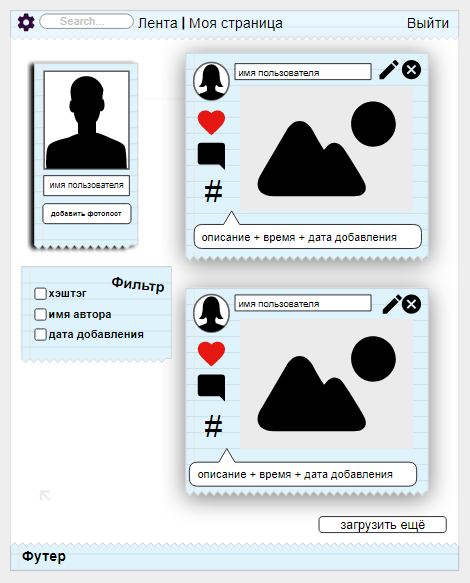 Search...
Лента | Моя страница
Выйти
имя пользователя
добавить фотопост
Фильтр
хэштэг
имя автора
дата добавления
имя пользователя
#
описание + время + дата добавления
имя пользователя
#
описание + время + дата добавления
загрузить ещё
Футер